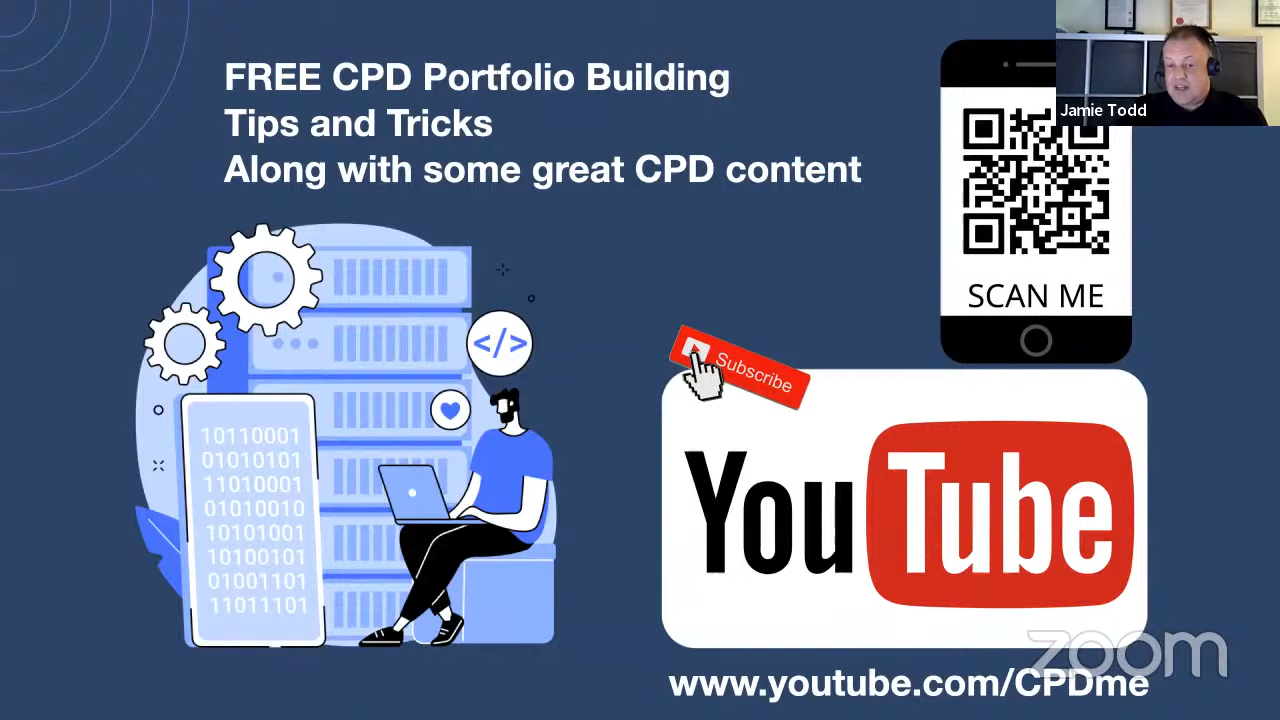 FREE CPD Portfolio Building
Tips and Tricks
Along with some great CPD content
Jamie Todd
SCAN ME
</>
10110001
01010101
11010001
01010010
10101001
10100101
01001101
11011101
Subscribe
YouTube
zoom
www.youtube.com/CPDme